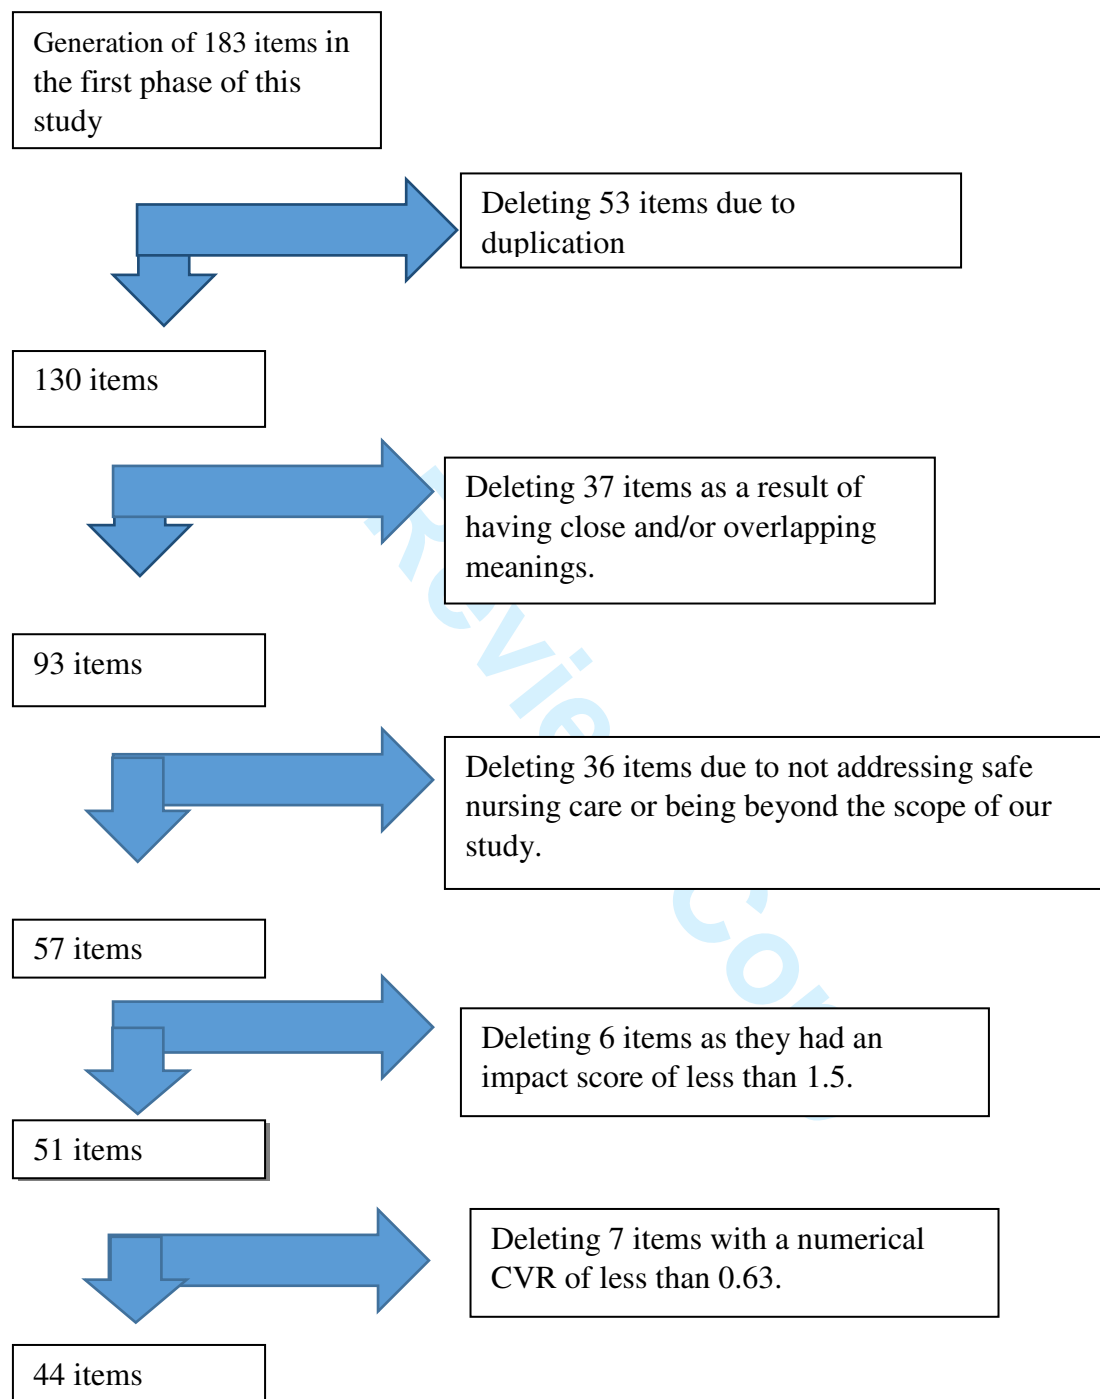 Generation of 183 items in
the first phase of this
study
Deleting 53 items due to
duplication
130 items
Deleting 37 items as a result of
having close and/or overlapping
meanings.
93 items
Deleting 36 items due to not addressing safe
nursing care or being beyond the scope of our
study.
57 items
Deleting 6 items as they had an
impact score of less than 1.5.
51 items
Deleting 7 items with a numerical
CVR of less than 0.63.
44 items
Review